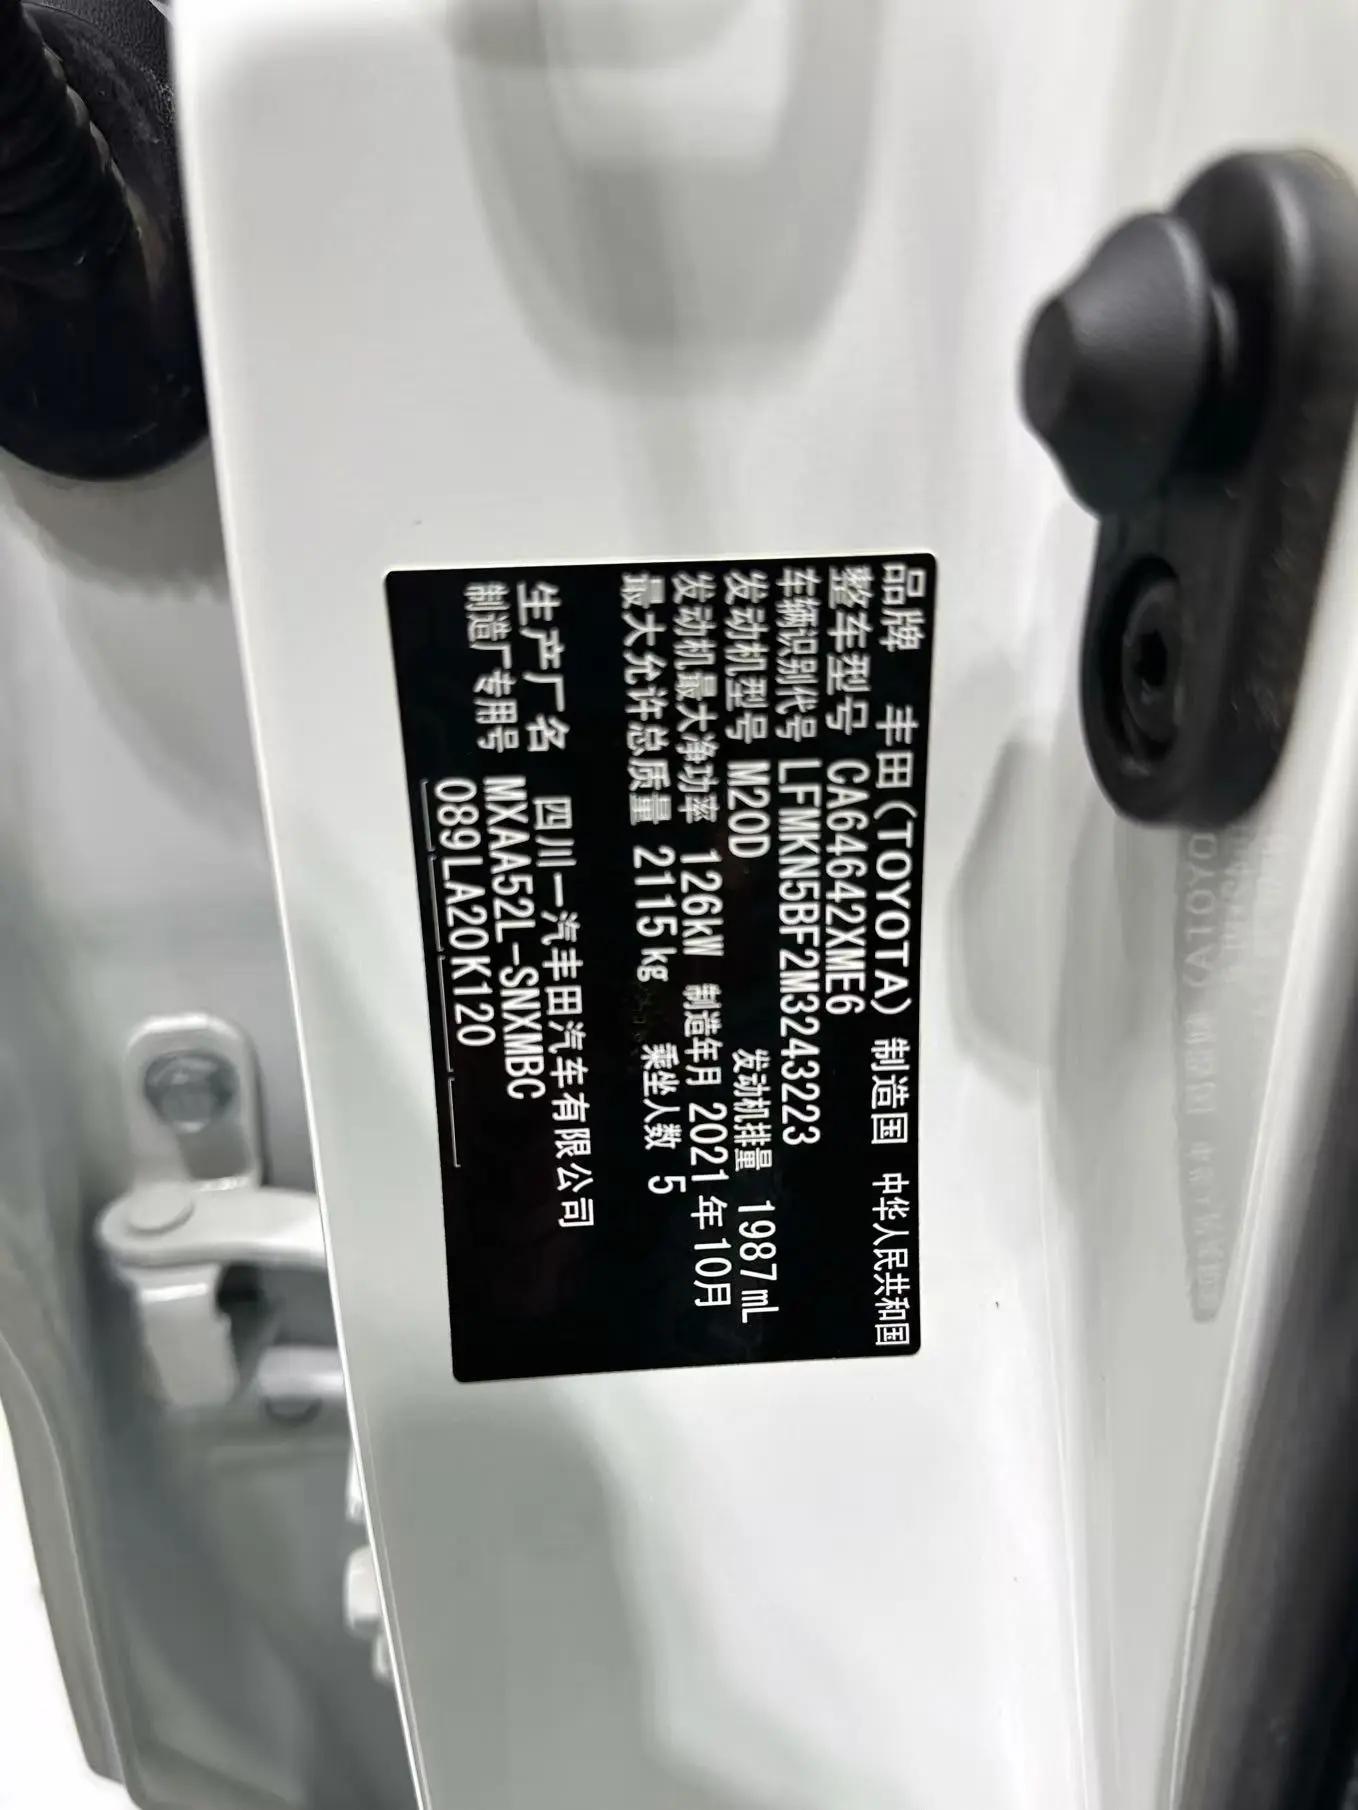 品牌 丰田(TOYOTA) 制造国 中华人民共和国
整车型号 CA64642XME6
车辆识别代号 LFMKN5BF2M3243223
发动机型号 M20D 发动机排量 1987mL
发动机最大净功率 126kW 制造年月 2021年10月
最大允许总质量 2115kg 乘坐人数 5
生产厂名 四川一汽丰田汽车有限公司
制造厂专用号 MXAA52L-SNXMBC
089LA20K120